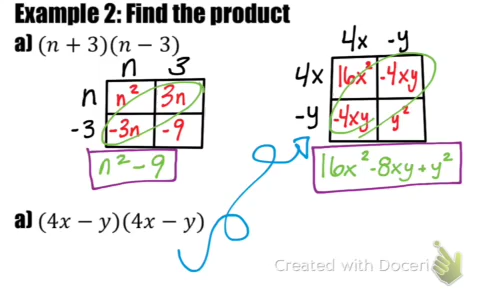 Example 2: Find the product
a) (n + 3)(n − 3)
n 3
n n² 3n
-3 -3n -9
n² - 9
4x -y
4x 16x² -4xy
-y -4xy y²
16x² - 8xy + y²
a) (4x − y)(4x − y)
Created with Doceri